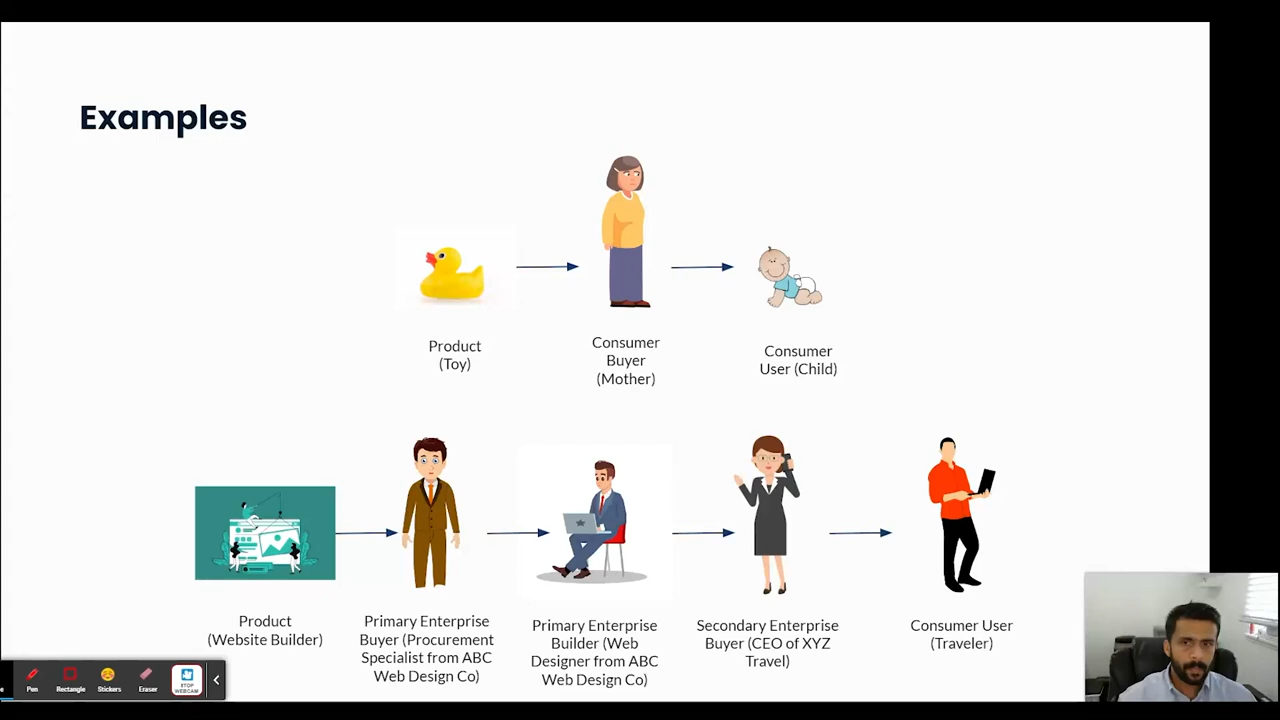 Examples
Product
(Toy)
Consumer
Buyer
(Mother)
Consumer
User (Child)
Product
(Website Builder)
Primary Enterprise
Buyer (Procurement
Specialist from ABC
Web Design Co)
Primary Enterprise
Builder (Web
Designer from ABC
Web Design Co)
Secondary Enterprise
Buyer (CEO of XYZ
Travel)
Consumer User
(Traveler)
Pen
Rectangle
Stickers
Eraser
STOP
WEBCAM